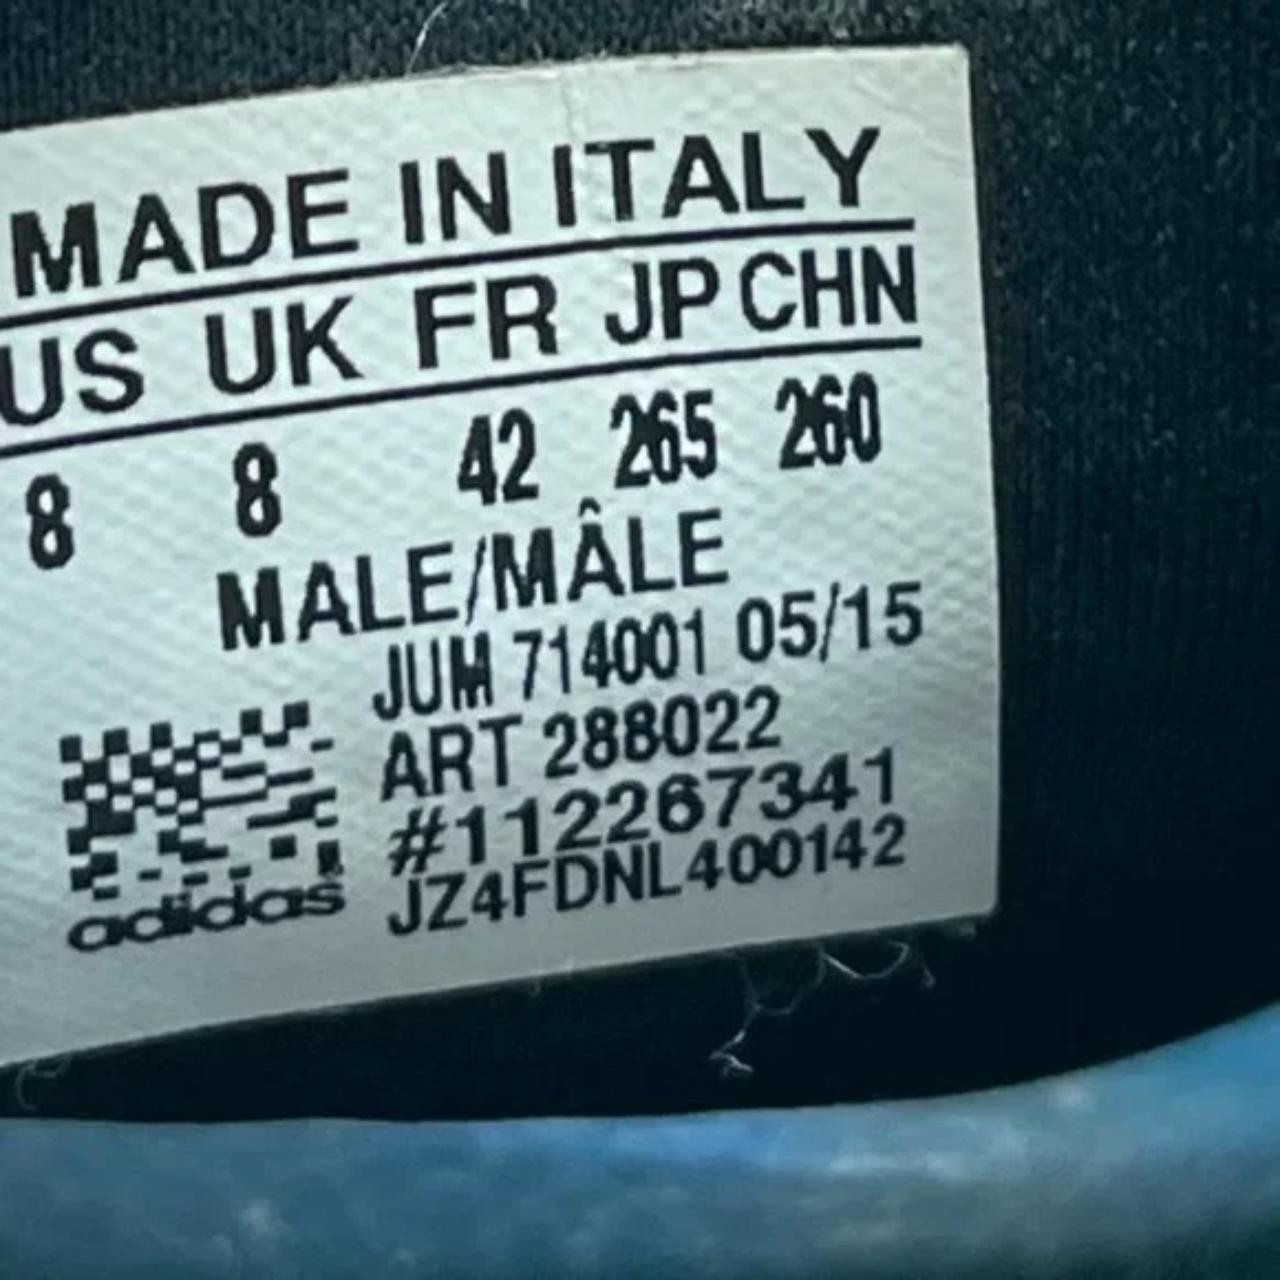 MADE IN ITALY
US UK FR JP CHN
8 8 42 265 260
MALE/MÂLE
JUM 714001 05/15
ART 288022
#112267341
adidas JZ4FDNL400142